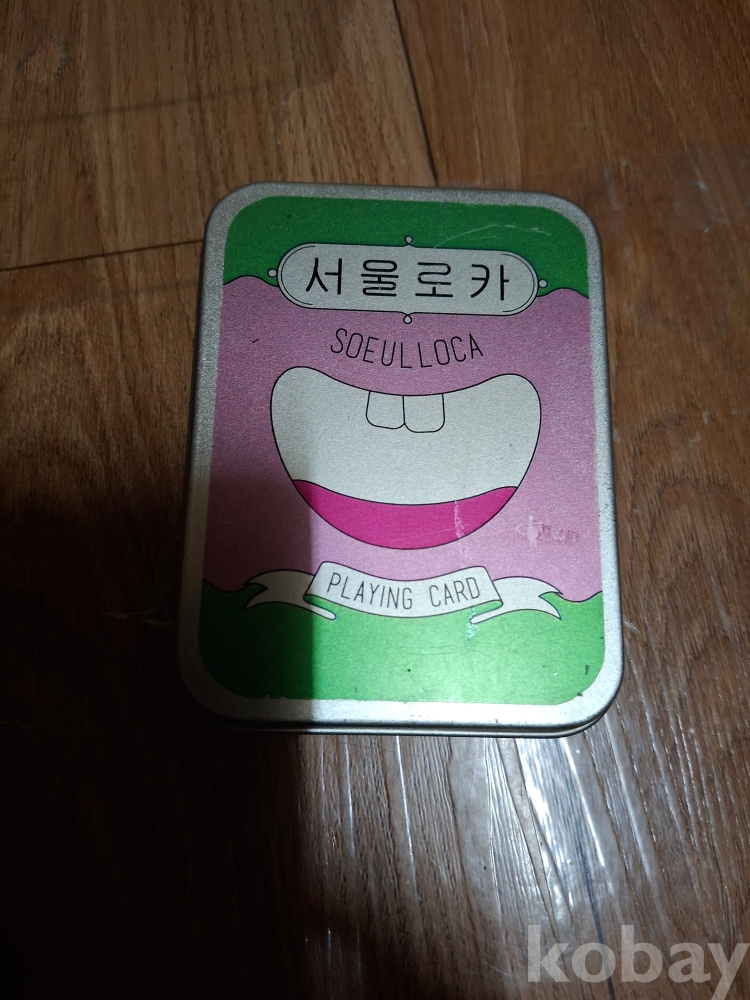 서울로카
SOEULLOCA
PLAYING CARD
kobay